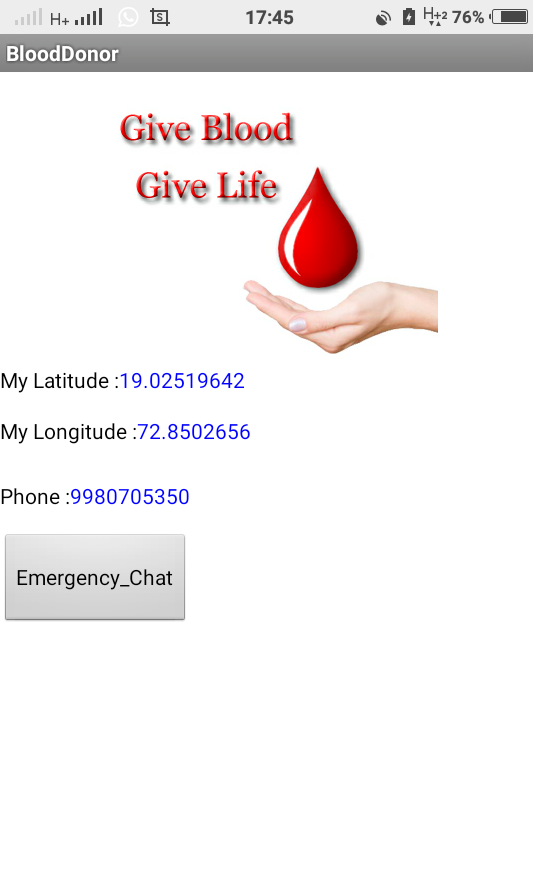 H+ 17:45 H+² 76%
BloodDonor
Give Blood
Give Life
My Latitude :19.02519642
My Longitude :72.8502656
Phone :9980705350
Emergency_Chat